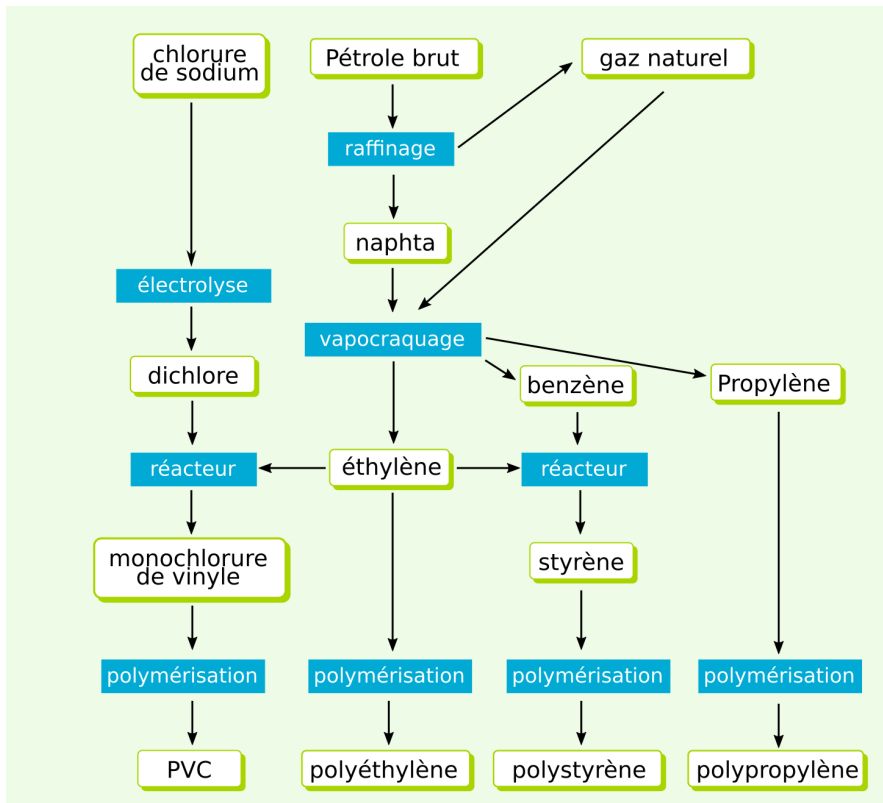 chlorure
de sodium
Pétrole brut
gaz naturel
raffinage
naphta
électrolyse
vapocraquage
dichlore
benzène
Propylène
réacteur
éthylène
réacteur
monochlorure
de vinyle
styrène
polymérisation
polymérisation
polymérisation
polymérisation
PVC
polyéthylène
polystyrène
polypropylène